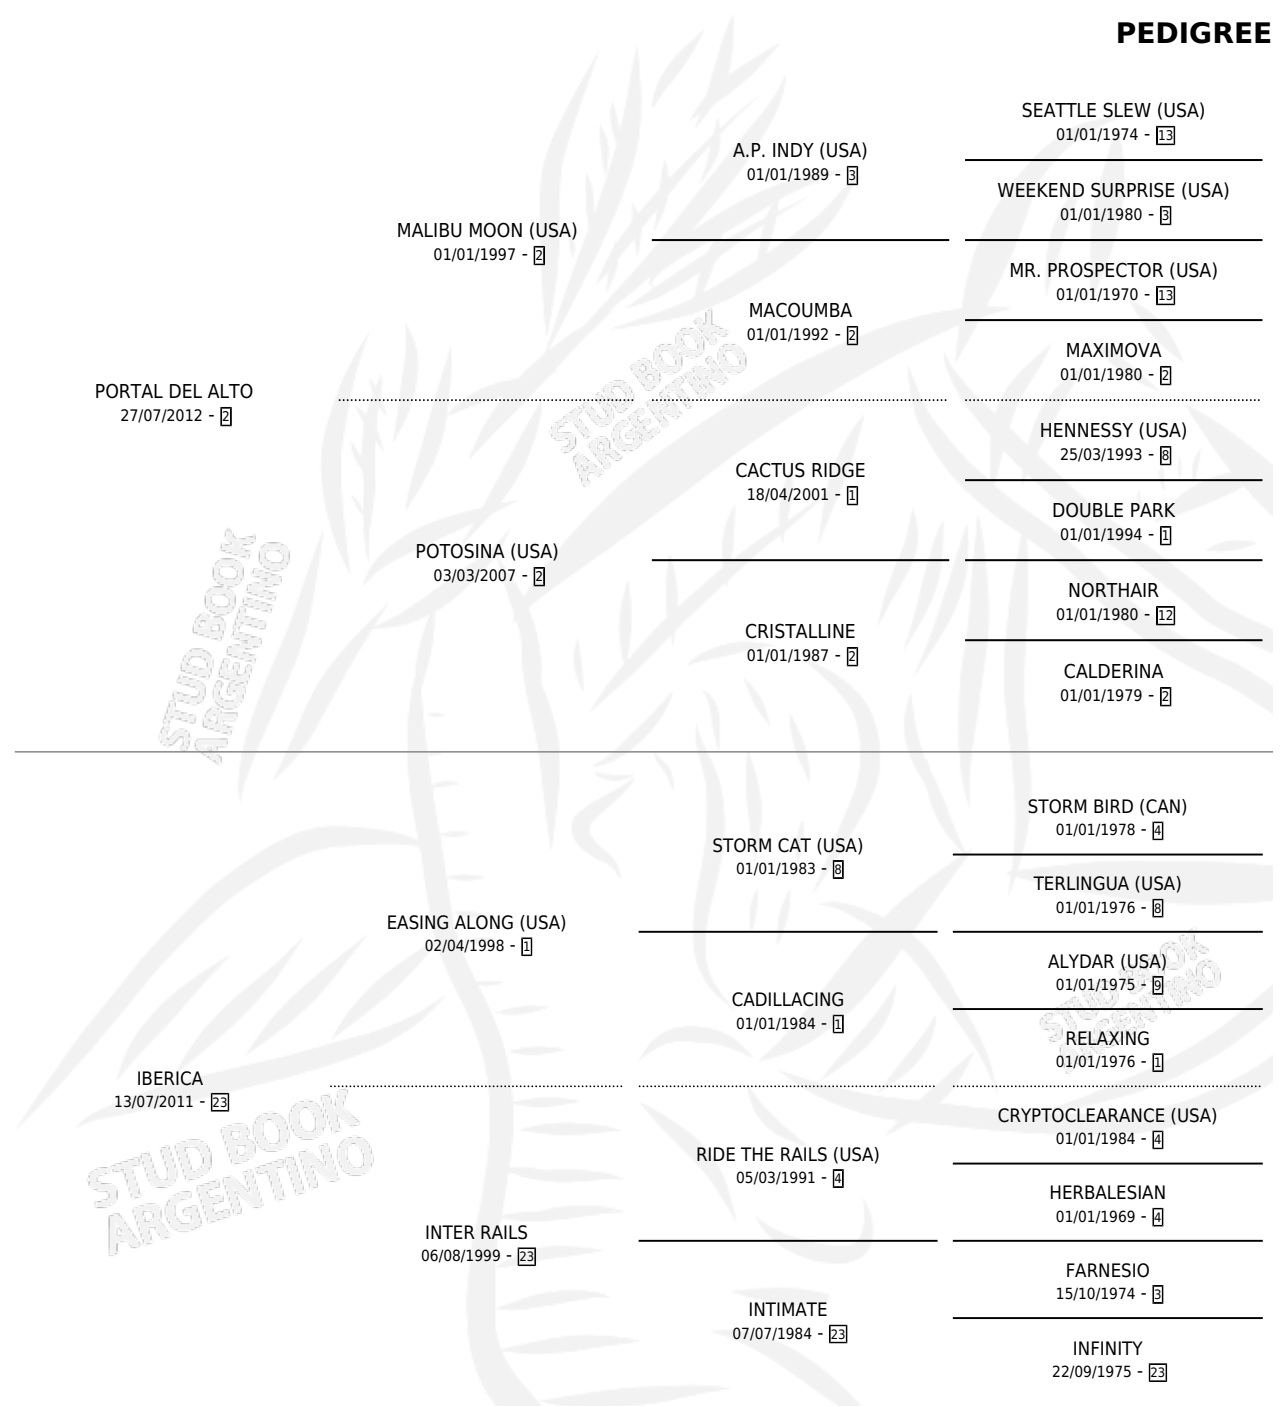 PEDIGREE
SEATTLE SLEW (USA)
01/01/1974 - 13
A.P. INDY (USA)
01/01/1989 - 3
WEEKEND SURPRISE (USA)
01/01/1980 - 3
MALIBU MOON (USA)
01/01/1997 - 2
MR. PROSPECTOR (USA)
01/01/1970 - 13
MACOUMBA
01/01/1992 - 2
MAXIMOVA
01/01/1980 - 2
PORTAL DEL ALTO
27/07/2012 - 2
STUD BOOK
ARGENTINO
HENNESSY (USA)
25/03/1993 - 8
CACTUS RIDGE
18/04/2001 - 1
DOUBLE PARK
01/01/1994 - 1
POTOSINA (USA)
03/03/2007 - 2
NORTHAIR
01/01/1980 - 12
CRISTALLINE
01/01/1987 - 2
CALDERINA
01/01/1979 - 2
STUD BOOK
ARGENTINO
STORM BIRD (CAN)
01/01/1978 - 4
STORM CAT (USA)
01/01/1983 - 8
TERLINGUA (USA)
01/01/1976 - 8
EASING ALONG (USA)
02/04/1998 - 1
ALYDAR (USA)
01/01/1975 - 9
CADILLACING
01/01/1984 - 1
STUD BOOK
ARGENTINO
RELAXING
01/01/1976 - 1
IBERICA
13/07/2011 - 23
CRYPTOCLEARANCE (USA)
01/01/1984 - 4
RIDE THE RAILS (USA)
05/03/1991 - 4
HERBALESIAN
01/01/1969 - 4
STUD BOOK
ARGENTINO
INTER RAILS
06/08/1999 - 23
FARNESIO
15/10/1974 - 3
INTIMATE
07/07/1984 - 23
INFINITY
22/09/1975 - 23